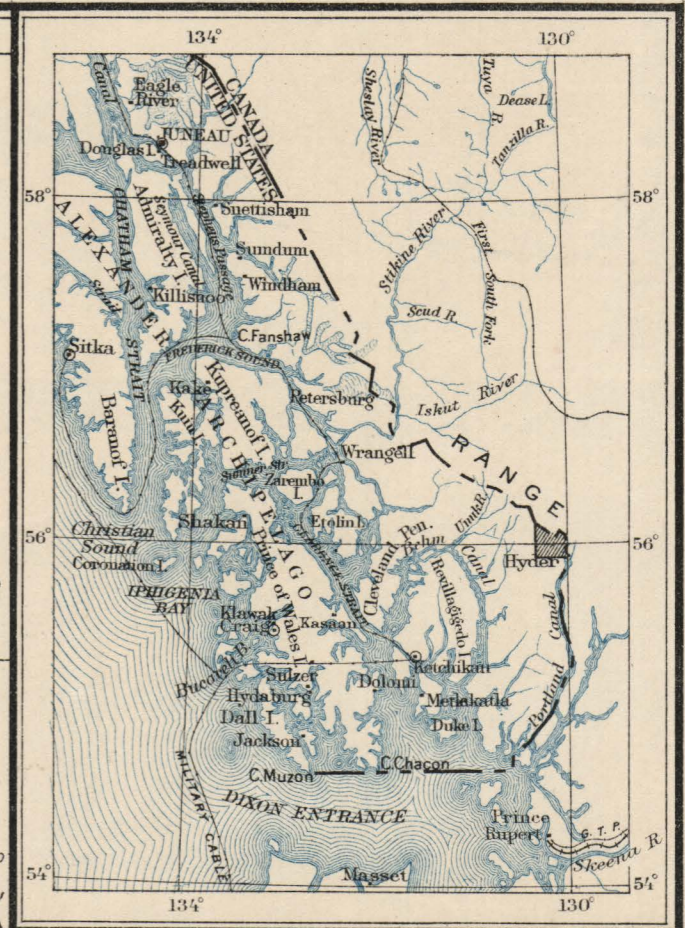 134°
130°
Canal
Eagle
River
CANADA
UNITED STATES
JUNEAU
Douglas I.
Treadwell
Sheslay River
Tuya R.
Dease L.
Tanzilla R.
58°
58°
ALEXANDER
CHATHAM
STRAIT
Admiralty I.
Seymour Canal
Stephens Passage
Snettisham
Sumdum
Windham
Killisnoo
Strait
Sitka
Baranof I.
C. Fanshaw
FREDERICK SOUND
Stikine River
First
South Fork
Scud R.
Iskut River
Kake
Kupreanof I.
Kuiu I.
ARCHIPELAGO
Petersburg
Wrangell
RANGE
Sumner Str.
Zarembo
I.
Etolin I.
Shakan
Christian
Sound
Coronation I.
56°
56°
Prince of Wales I.
CLARENCE STRAIT
Cleveland Pen.
Behm
Canal
Unuk R.
Revillagigedo I.
Hyder
Portland Canal
IPHIGENIA
BAY
Klawak
Craig
Kasaan
Bucareli B.
Sulzer
Hydaburg
Dall I.
Jackson
Dolomi
Ketchikan
Metlakatla
Duke I.
C. Muzon
C. Chacon
DIXON ENTRANCE
MILITARY CABLE
Prince
Rupert
G. T. P.
Skeena R
Masset
54°
54°
134°
130°